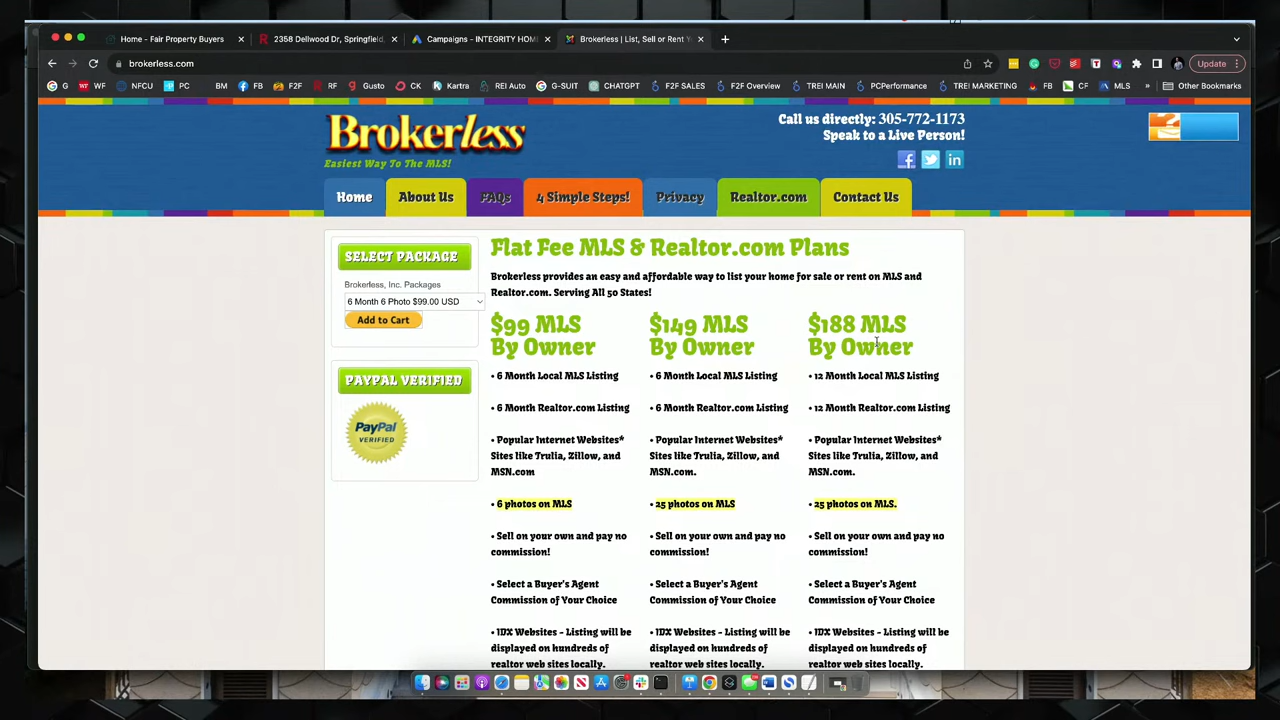 Home - Fair Property Buyers
2358 Dellwood Dr, Springfield,
Campaigns - INTEGRITY HOM
Brokerless | List, Sell or Rent Y
brokerless.com
Update
G
WF
NFCU
PC
BM
FB
F2F
RF
Gusto
CK
Kartra
REI Auto
G-SUIT
CHATGPT
F2F SALES
F2F Overview
TREI MAIN
PCPerformance
TREI MARKETING
FB
CF
MLS
»
Other Bookmarks
Brokerless
Easiest Way To The MLS!
Call us directly: 305-772-1173
Speak to a Live Person!
Home
About Us
FAQs
4 Simple Steps!
Privacy
Realtor.com
Contact Us
SELECT PACKAGE
Brokerless, Inc. Packages
6 Month 6 Photo $99.00 USD
Add to Cart
PAYPAL VERIFIED
PayPal
VERIFIED
Flat Fee MLS & Realtor.com Plans
Brokerless provides an easy and affordable way to list your home for sale or rent on MLS and
Realtor.com. Serving All 50 States!
$99 MLS
By Owner
• 6 Month Local MLS Listing
• 6 Month Realtor.com Listing
• Popular Internet Websites*
Sites like Trulia, Zillow, and
MSN.com
• 6 photos on MLS
• Sell on your own and pay no
commission!
• Select a Buyer's Agent
Commission of Your Choice
• IDX Websites - Listing will be
displayed on hundreds of
realtor web sites locally.
$149 MLS
By Owner
• 6 Month Local MLS Listing
• 6 Month Realtor.com Listing
• Popular Internet Websites*
Sites like Trulia, Zillow, and
MSN.com.
• 25 photos on MLS
• Sell on your own and pay no
commission!
• Select a Buyer's Agent
Commission of Your Choice
• IDX Websites - Listing will be
displayed on hundreds of
realtor web sites locally.
$188 MLS
By Owner
• 12 Month Local MLS Listing
• 12 Month Realtor.com Listing
• Popular Internet Websites*
Sites like Trulia, Zillow, and
MSN.com.
• 25 photos on MLS.
• Sell on your own and pay no
commission!
• Select a Buyer's Agent
Commission of Your Choice
• IDX Websites - Listing will be
displayed on hundreds of
realtor web sites locally.